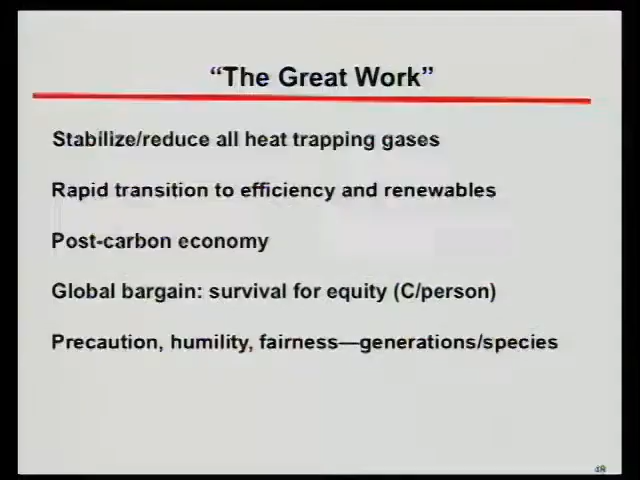 “The Great Work”
Stabilize/reduce all heat trapping gases
Rapid transition to efficiency and renewables
Post-carbon economy
Global bargain: survival for equity (C/person)
Precaution, humility, fairness—generations/species
48